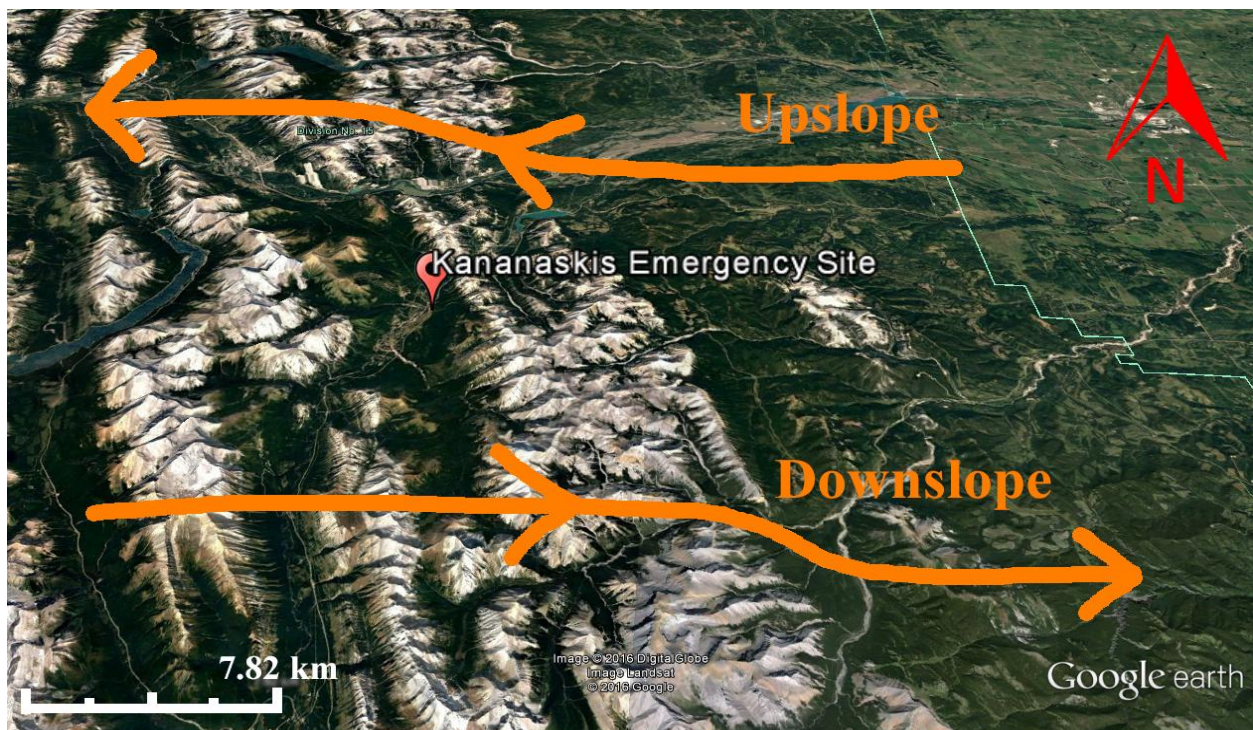 Upslope
Division No. 15
N
Kananaskis Emergency Site
Downslope
7.82 km
Image © 2016 DigitalGlobe
Image Landsat
© 2016 Google
Google earth